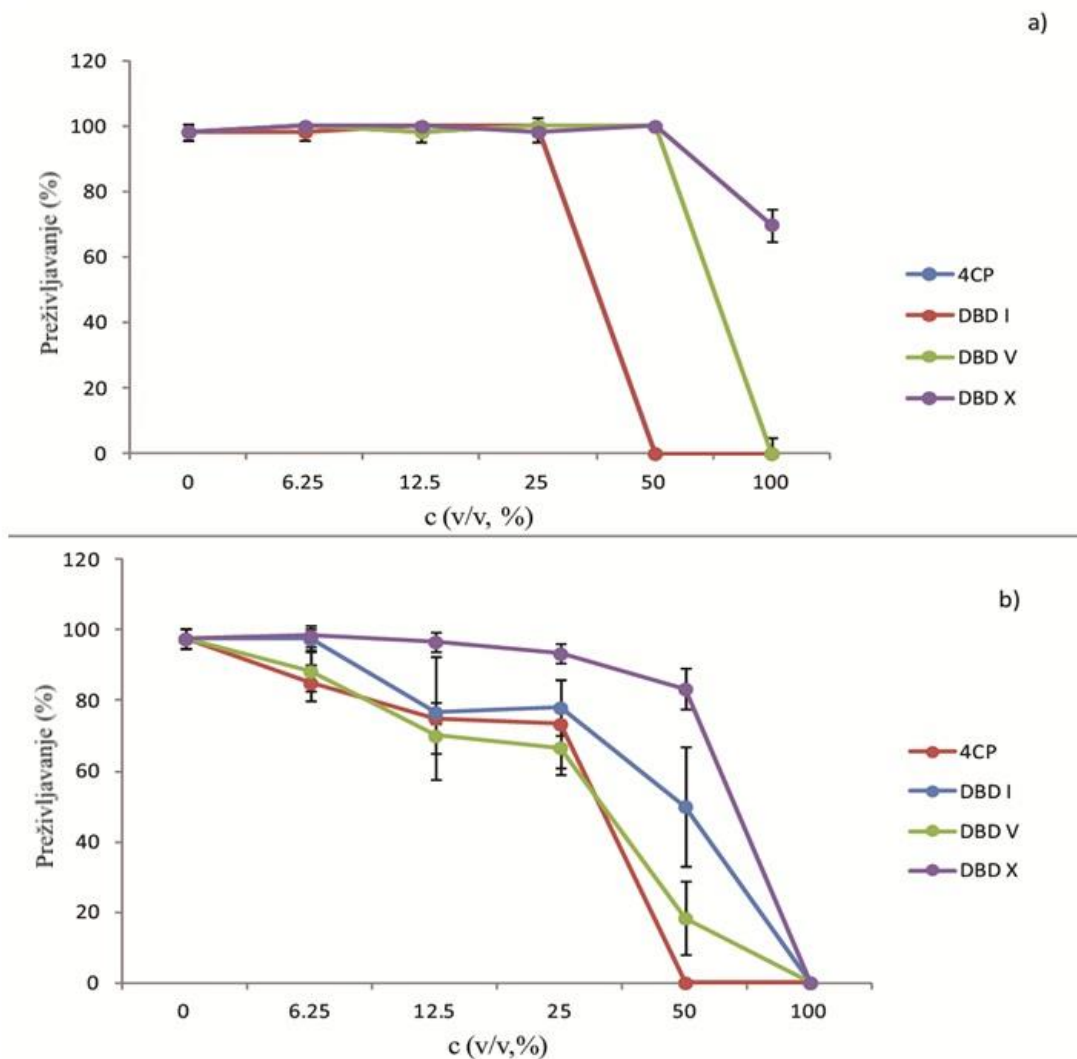 a)
120
100
80
60
40
20
0
Preživljavanje (%)
0 6.25 12.5 25 50 100
c (v/v, %)
4CP
DBD I
DBD V
DBD X
b)
120
100
80
60
40
20
0
Preživljavanje (%)
0 6.25 12.5 25 50 100
c (v/v,%)
4CP
DBD I
DBD V
DBD X